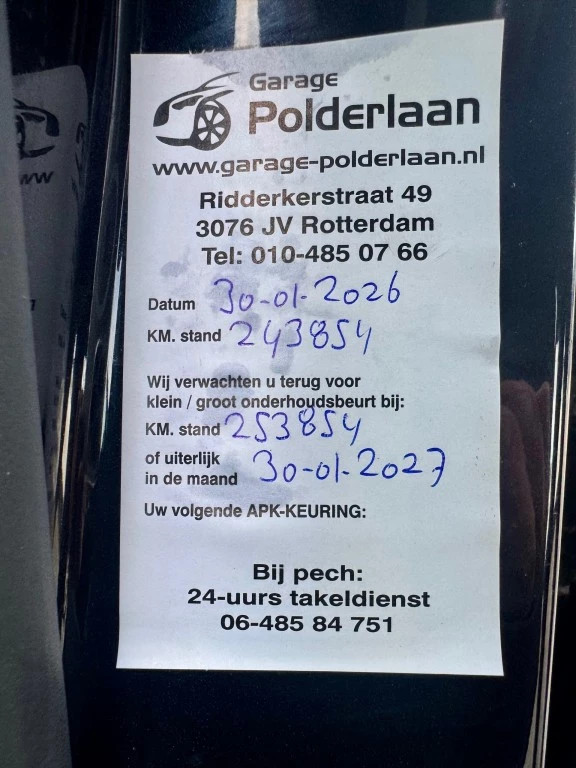 Garage
Polderlaan
www.garage-polderlaan.nl
Ridderkerstraat 49
3076 JV Rotterdam
Tel: 010-485 07 66
Datum 30-01-2026
KM. stand 243854
Wij verwachten u terug voor
klein / groot onderhoudsbeurt bij:
KM. stand 253854
of uiterlijk
in de maand 30-01-2027
Uw volgende APK-KEURING:
Bij pech:
24-uurs takeldienst
06-485 84 751